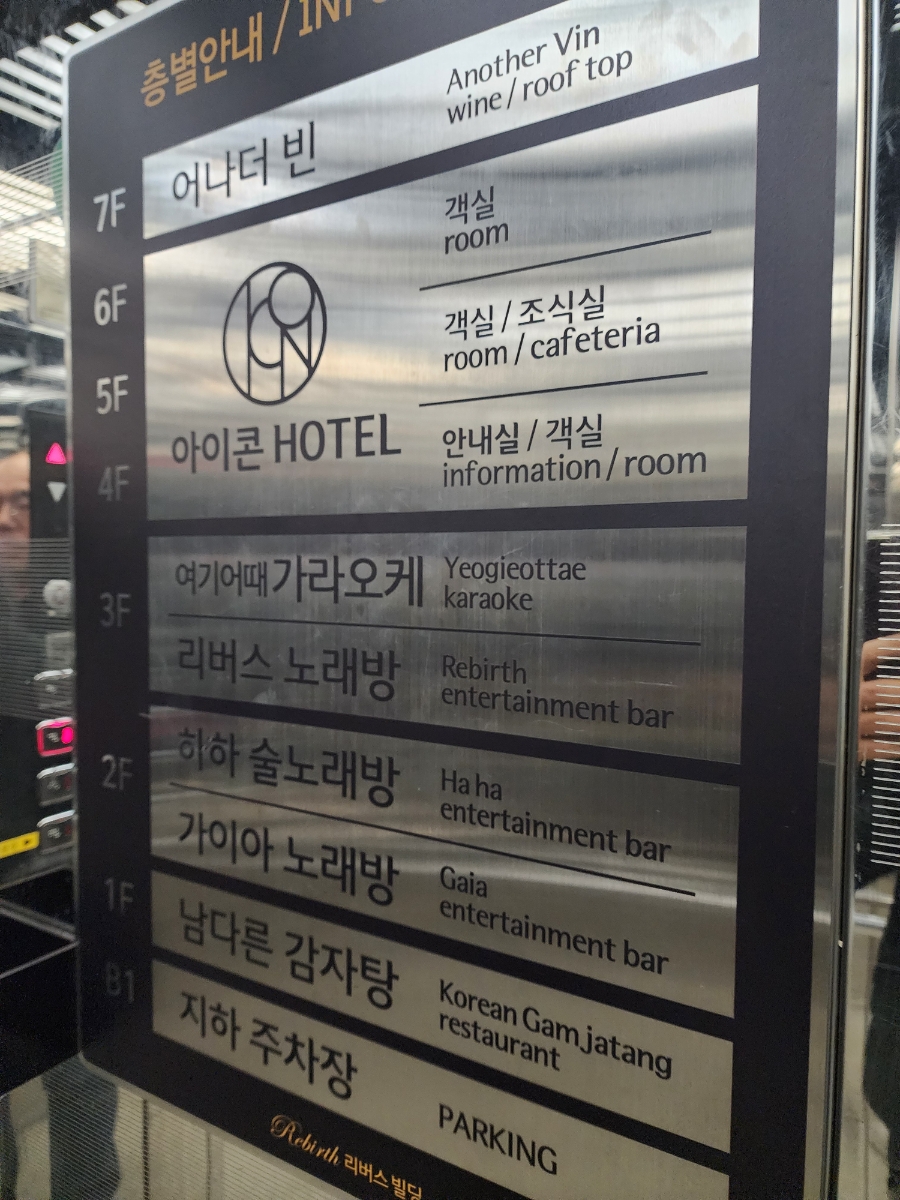 층별안내 / INFO
7F
어나더 빈
Another Vin
wine / roof top
6F
객실
room
5F
ICON
아이콘 HOTEL
객실 / 조식실
room / cafeteria
4F
안내실 / 객실
information / room
3F
여기어때 가라오케
Yeogieottae
karaoke
리버스 노래방
Rebirth
entertainment bar
2F
하하 술노래방
Ha ha
entertainment bar
가이아 노래방
Gaia
entertainment bar
1F
남다른 감자탕
Korean Gamjatang
restaurant
B1
지하 주차장
PARKING
Rebirth 리버스 빌딩